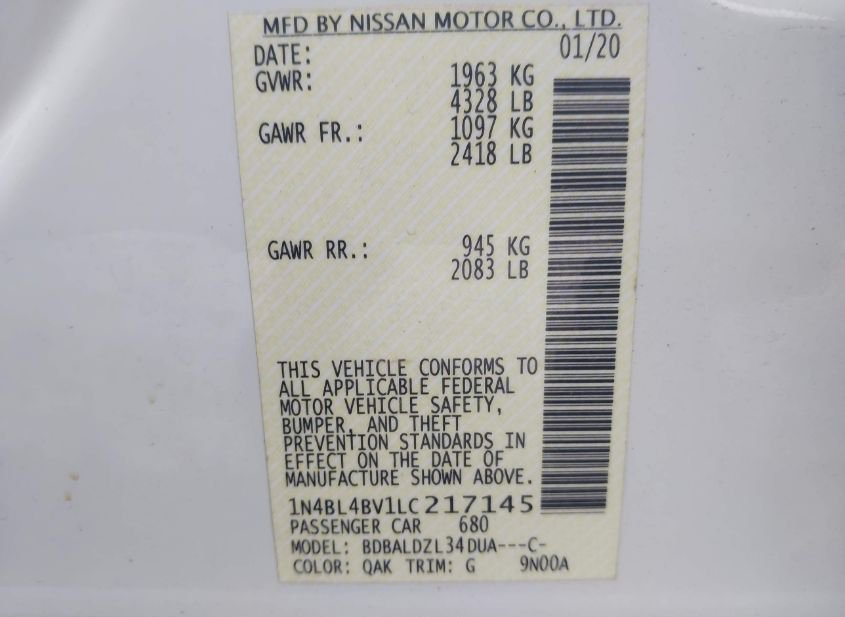 MFD BY NISSAN MOTOR CO., LTD.
DATE: 01/20
GVWR: 1963 KG
4328 LB
GAWR FR.: 1097 KG
2418 LB
GAWR RR.: 945 KG
2083 LB
THIS VEHICLE CONFORMS TO
ALL APPLICABLE FEDERAL
MOTOR VEHICLE SAFETY,
BUMPER, AND THEFT
PREVENTION STANDARDS IN
EFFECT ON THE DATE OF
MANUFACTURE SHOWN ABOVE.
1N4BL4BV1LC217145
PASSENGER CAR 680
MODEL: BDBALDZL34DUA---C-
COLOR: QAK TRIM: G 9N00A